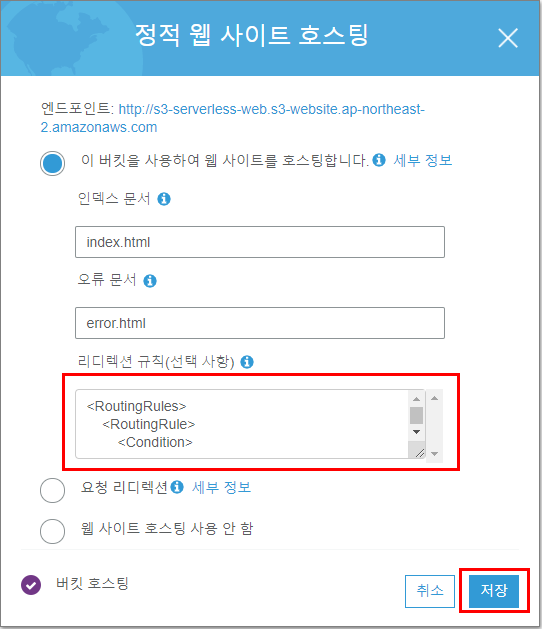 정적 웹 사이트 호스팅
엔드포인트: http://s3-serverless-web.s3-website.ap-northeast-
2.amazonaws.com
이 버킷을 사용하여 웹 사이트를 호스팅합니다. 세부 정보
인덱스 문서
index.html
오류 문서
error.html
리디렉션 규칙(선택 사항)
<RoutingRules>
<RoutingRule>
<Condition>
요청 리디렉션 세부 정보
웹 사이트 호스팅 사용 안 함
버킷 호스팅
취소
저장